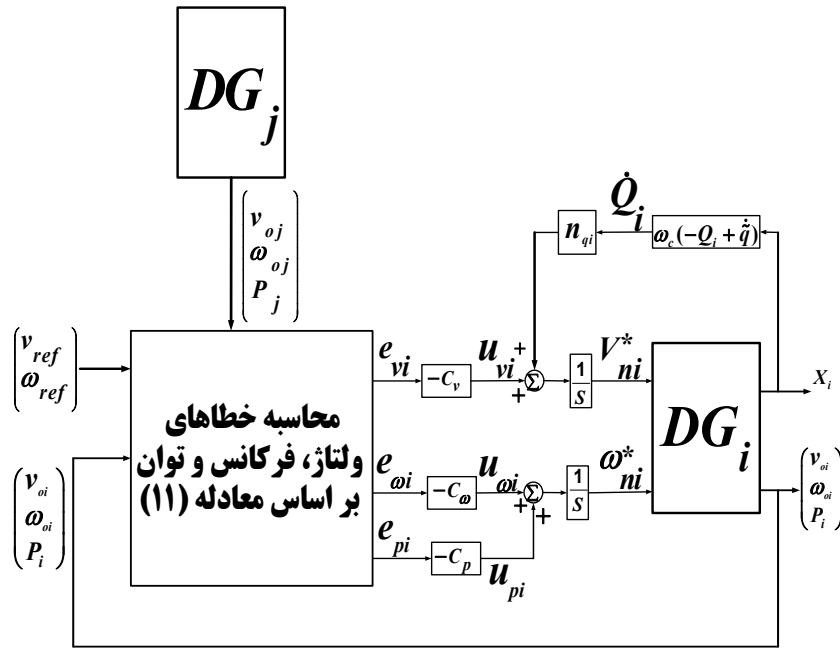 DG_j
v_oj
ω_oj
P_j
v_ref
ω_ref
v_oi
ω_oi
P_i
محاسبه خطاهای
ولتاژ، فرکانس و توان
بر اساس معادله (۱۱)
e_vi
-C_v
u_vi
+
+
Σ
1/s
V*_ni
n_qi
Q̇_i
ω_c(-Q_i + q̇̃)
e_ωi
-C_ω
u_ωi
+
+
Σ
1/s
ω*_ni
e_pi
-C_p
u_pi
DG_i
X_i
v_oi
ω_oi
P_i